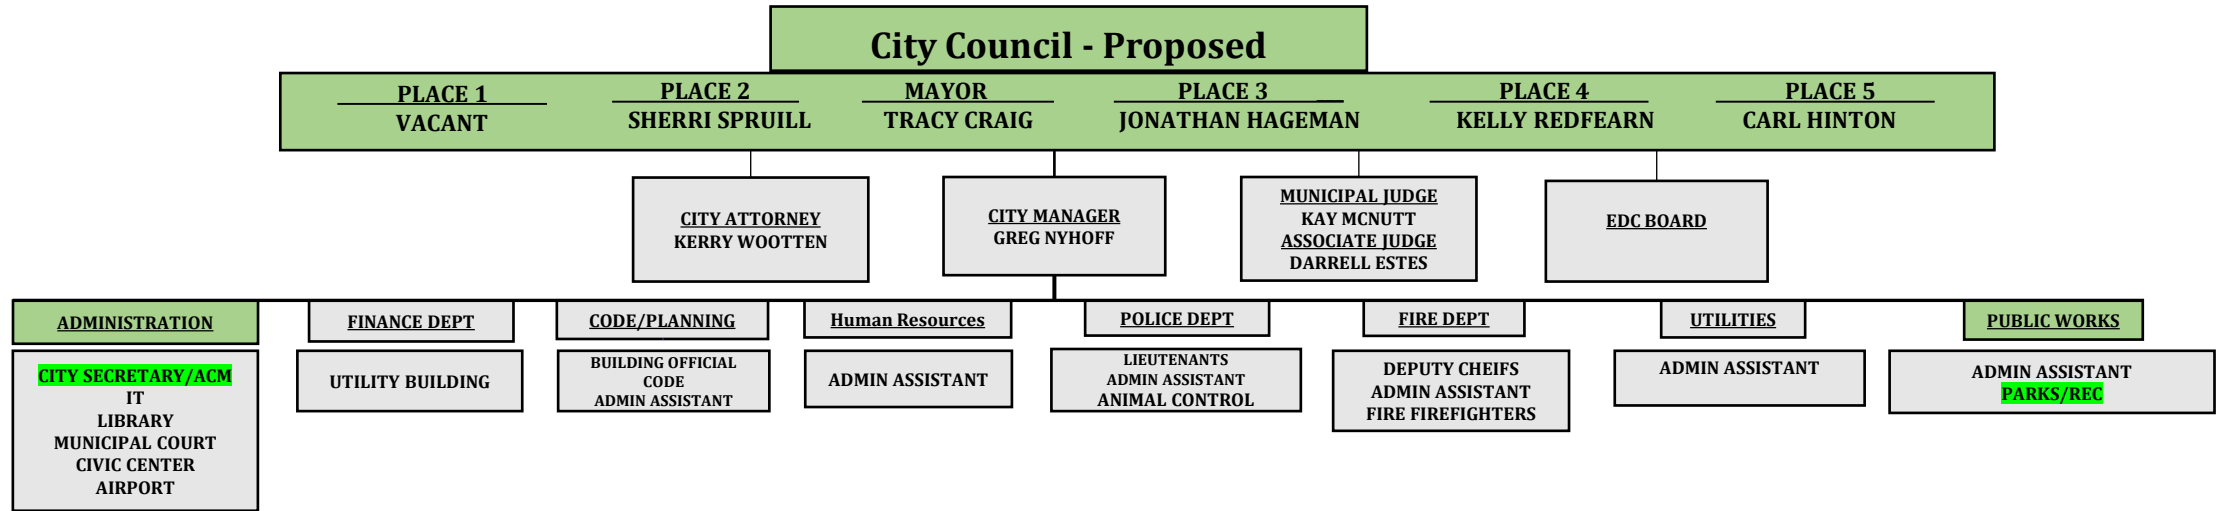 City Council - Proposed
PLACE 1 PLACE 2 MAYOR PLACE 3 PLACE 4 PLACE 5
VACANT SHERRI SPRUILL TRACY CRAIG JONATHAN HAGEMAN KELLY REDFEARN CARL HINTON
CITY ATTORNEY
KERRY WOOTTEN
CITY MANAGER
GREG NYHOFF
MUNICIPAL JUDGE
KAY MCNUTT
ASSOCIATE JUDGE
DARRELL ESTES
EDC BOARD
ADMINISTRATION
CITY SECRETARY/ACM
IT
LIBRARY
MUNICIPAL COURT
CIVIC CENTER
AIRPORT
FINANCE DEPT
UTILITY BUILDING
CODE/PLANNING
BUILDING OFFICIAL
CODE
ADMIN ASSISTANT
Human Resources
ADMIN ASSISTANT
POLICE DEPT
LIEUTENANTS
ADMIN ASSISTANT
ANIMAL CONTROL
FIRE DEPT
DEPUTY CHEIFS
ADMIN ASSISTANT
FIRE FIREFIGHTERS
UTILITIES
ADMIN ASSISTANT
PUBLIC WORKS
ADMIN ASSISTANT
PARKS/REC